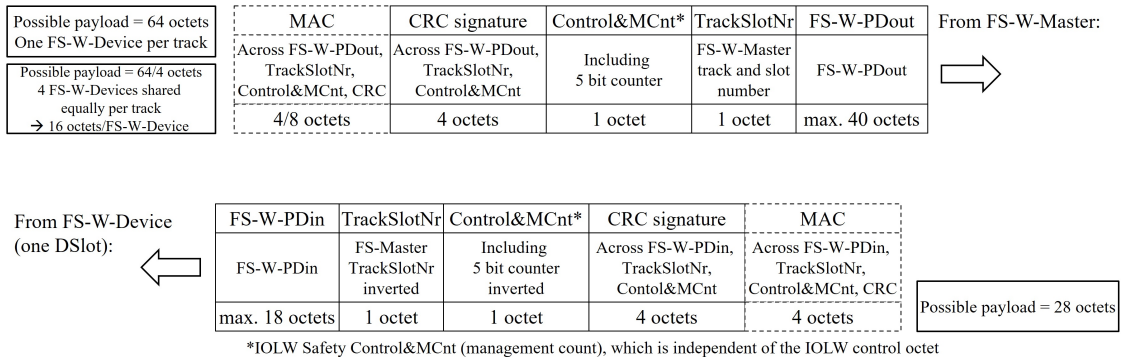 Possible payload = 64 octets
One FS-W-Device per track
Possible payload = 64/4 octets
4 FS-W-Devices shared
equally per track
→ 16 octets/FS-W-Device
MAC
CRC signature
Control&MCnt*
TrackSlotNr
FS-W-PDout
Across FS-W-PDout,
TrackSlotNr,
Control&MCnt, CRC
Across FS-W-PDout,
TrackSlotNr,
Control&MCnt
Including
5 bit counter
FS-W-Master
track and slot
number
FS-W-PDout
4/8 octets
4 octets
1 octet
1 octet
max. 40 octets
From FS-W-Master:
From FS-W-Device
(one DSlot):
FS-W-PDin
TrackSlotNr
Control&MCnt*
CRC signature
MAC
FS-W-PDin
FS-Master
TrackSlotNr
inverted
Including
5 bit counter
inverted
Across FS-W-PDin,
TrackSlotNr,
Contol&MCnt
Across FS-W-PDin,
TrackSlotNr,
Control&MCnt, CRC
max. 18 octets
1 octet
1 octet
4 octets
4 octets
Possible payload = 28 octets
*IOLW Safety Control&MCnt (management count), which is independent of the IOLW control octet